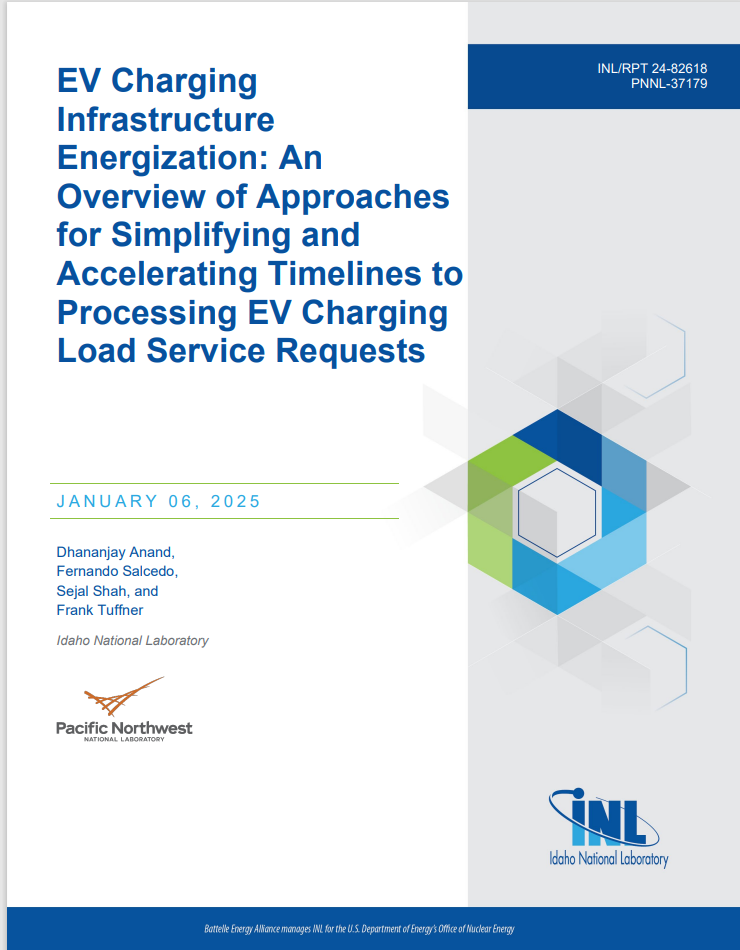 EV Charging
Infrastructure
Energization: An
Overview of Approaches
for Simplifying and
Accelerating Timelines to
Processing EV Charging
Load Service Requests
INL/RPT 24-82618
PNNL-37179
JANUARY 06, 2025
Dhananjay Anand,
Fernando Salcedo,
Sejal Shah, and
Frank Tuffner
Idaho National Laboratory
Pacific Northwest
NATIONAL LABORATORY
INL
Idaho National Laboratory
Battelle Energy Alliance manages INL for the U.S. Department of Energy's Office of Nuclear Energy